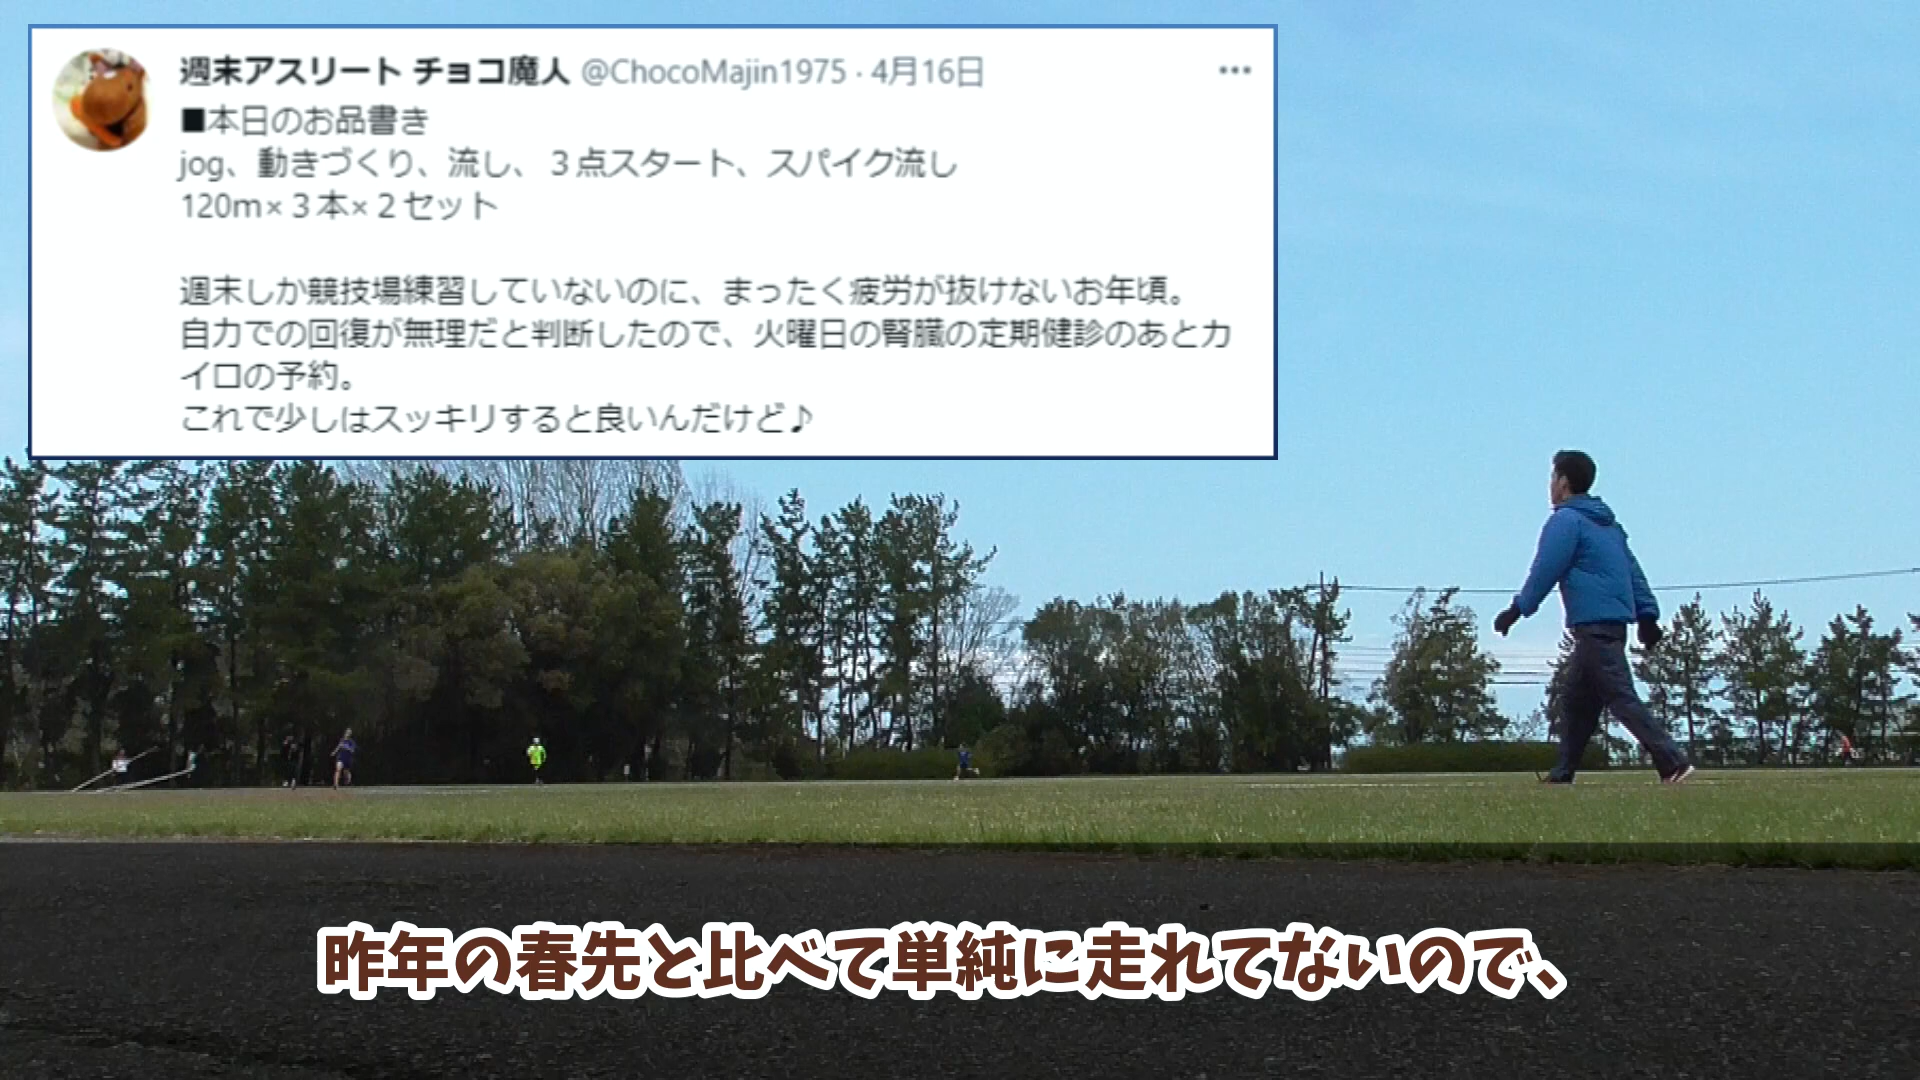 週末アスリート チョコ魔人 @ChocoMajin1975 · 4月16日
■本日のお品書き
jog、動きづくり、流し、３点スタート、スパイク流し
120m×３本×２セット
週末しか競技場練習していないのに、まったく疲労が抜けないお年頃。
自力での回復が無理だと判断したので、火曜日の腎臓の定期健診のあとカ
イロの予約。
これで少しはスッキリすると良いんだけど♪
昨年の春先と比べて単純に走れてないので、